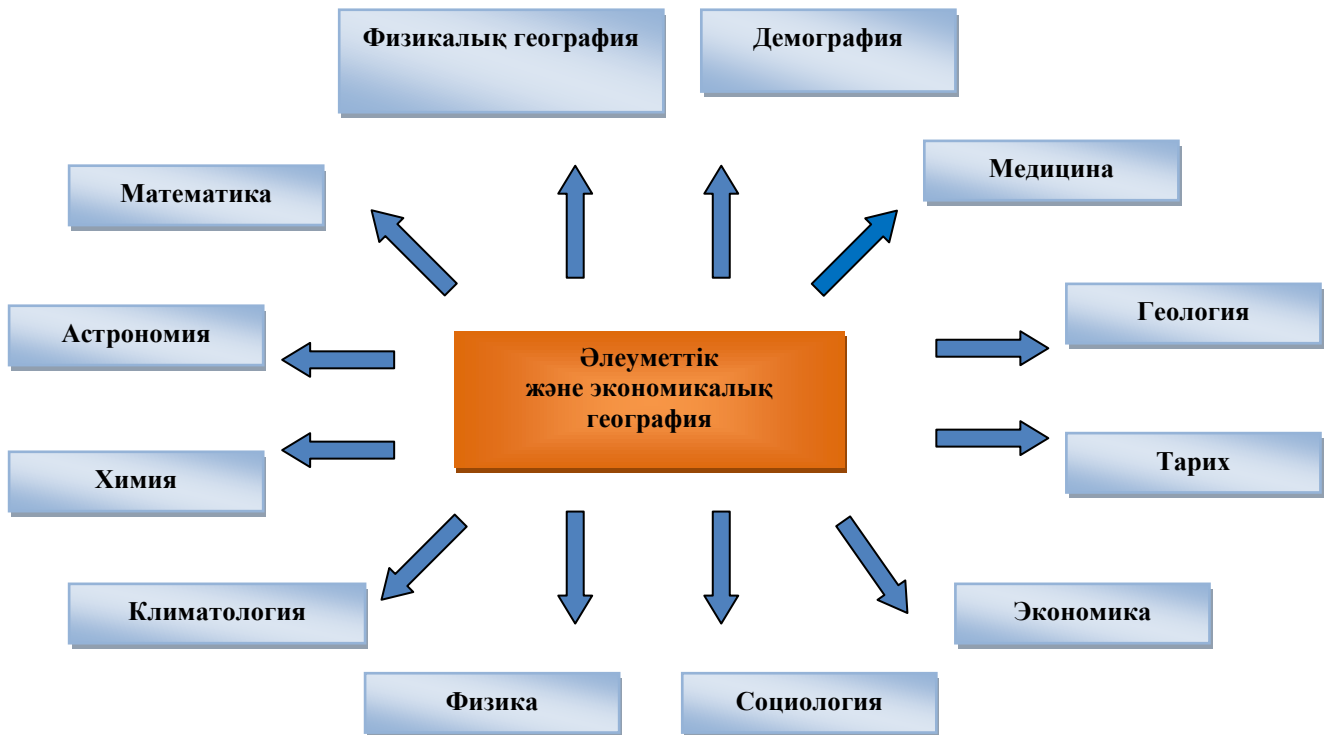 Физикалық география
Демография
Математика
Медицина
Астрономия
Геология
Әлеуметтік
және экономикалық
география
Химия
Тарих
Климатология
Экономика
Физика
Социология